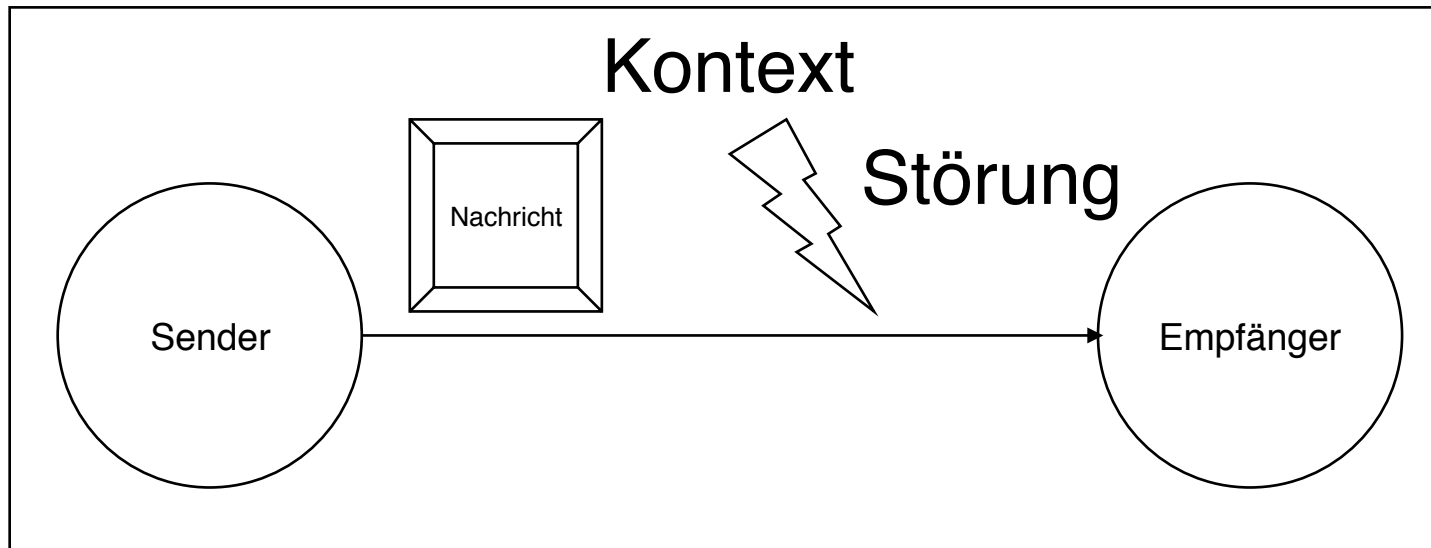 Kontext
Störung
Nachricht
Sender
Empfänger